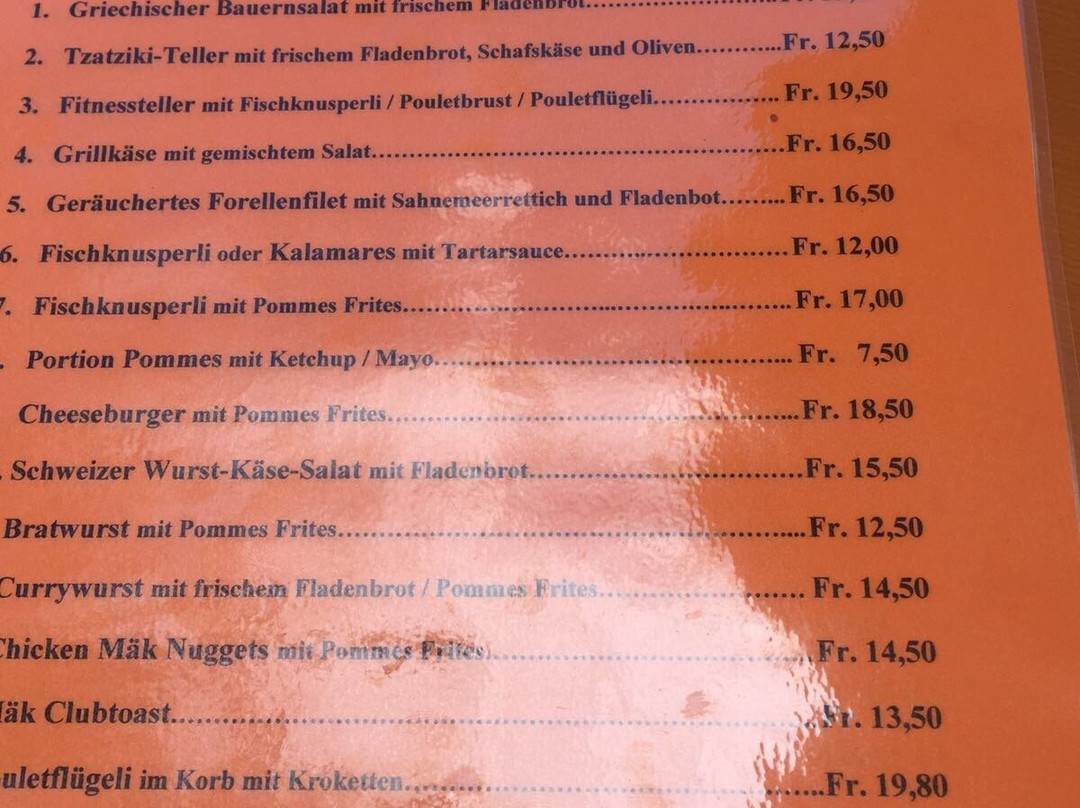 1. Griechischer Bauernsalat mit frischem Fladenbrot
2. Tzatziki-Teller mit frischem Fladenbrot, Schafskäse und Oliven...........Fr. 12,50
3. Fitnessteller mit Fischknusperli / Pouletbrust / Pouletflügeli................ Fr. 19,50
4. Grillkäse mit gemischtem Salat..........................................................Fr. 16,50
5. Geräuchertes Forellenfilet mit Sahnemeerrettich und Fladenbot.........Fr. 16,50
6. Fischknusperli oder Kalamares mit Tartarsauce...............................Fr. 12,00
7. Fischknusperli mit Pommes Frites.......................................................Fr. 17,00
. Portion Pommes mit Ketchup / Mayo.................................................. Fr. 7,50
Cheeseburger mit Pommes Frites..........................................................Fr. 18,50
. Schweizer Wurst-Käse-Salat mit Fladenbrot......................................Fr. 15,50
Bratwurst mit Pommes Frites.................................................................Fr. 12,50
Currywurst mit frischem Fladenbrot / Pommes Frites............................. Fr. 14,50
Chicken Mäk Nuggets mit Pommes Frites..............................................Fr. 14,50
Mäk Clubtoast.........................................................................................Fr. 13,50
ouletflügeli im Korb mit Kroketten..........................................................Fr. 19,80